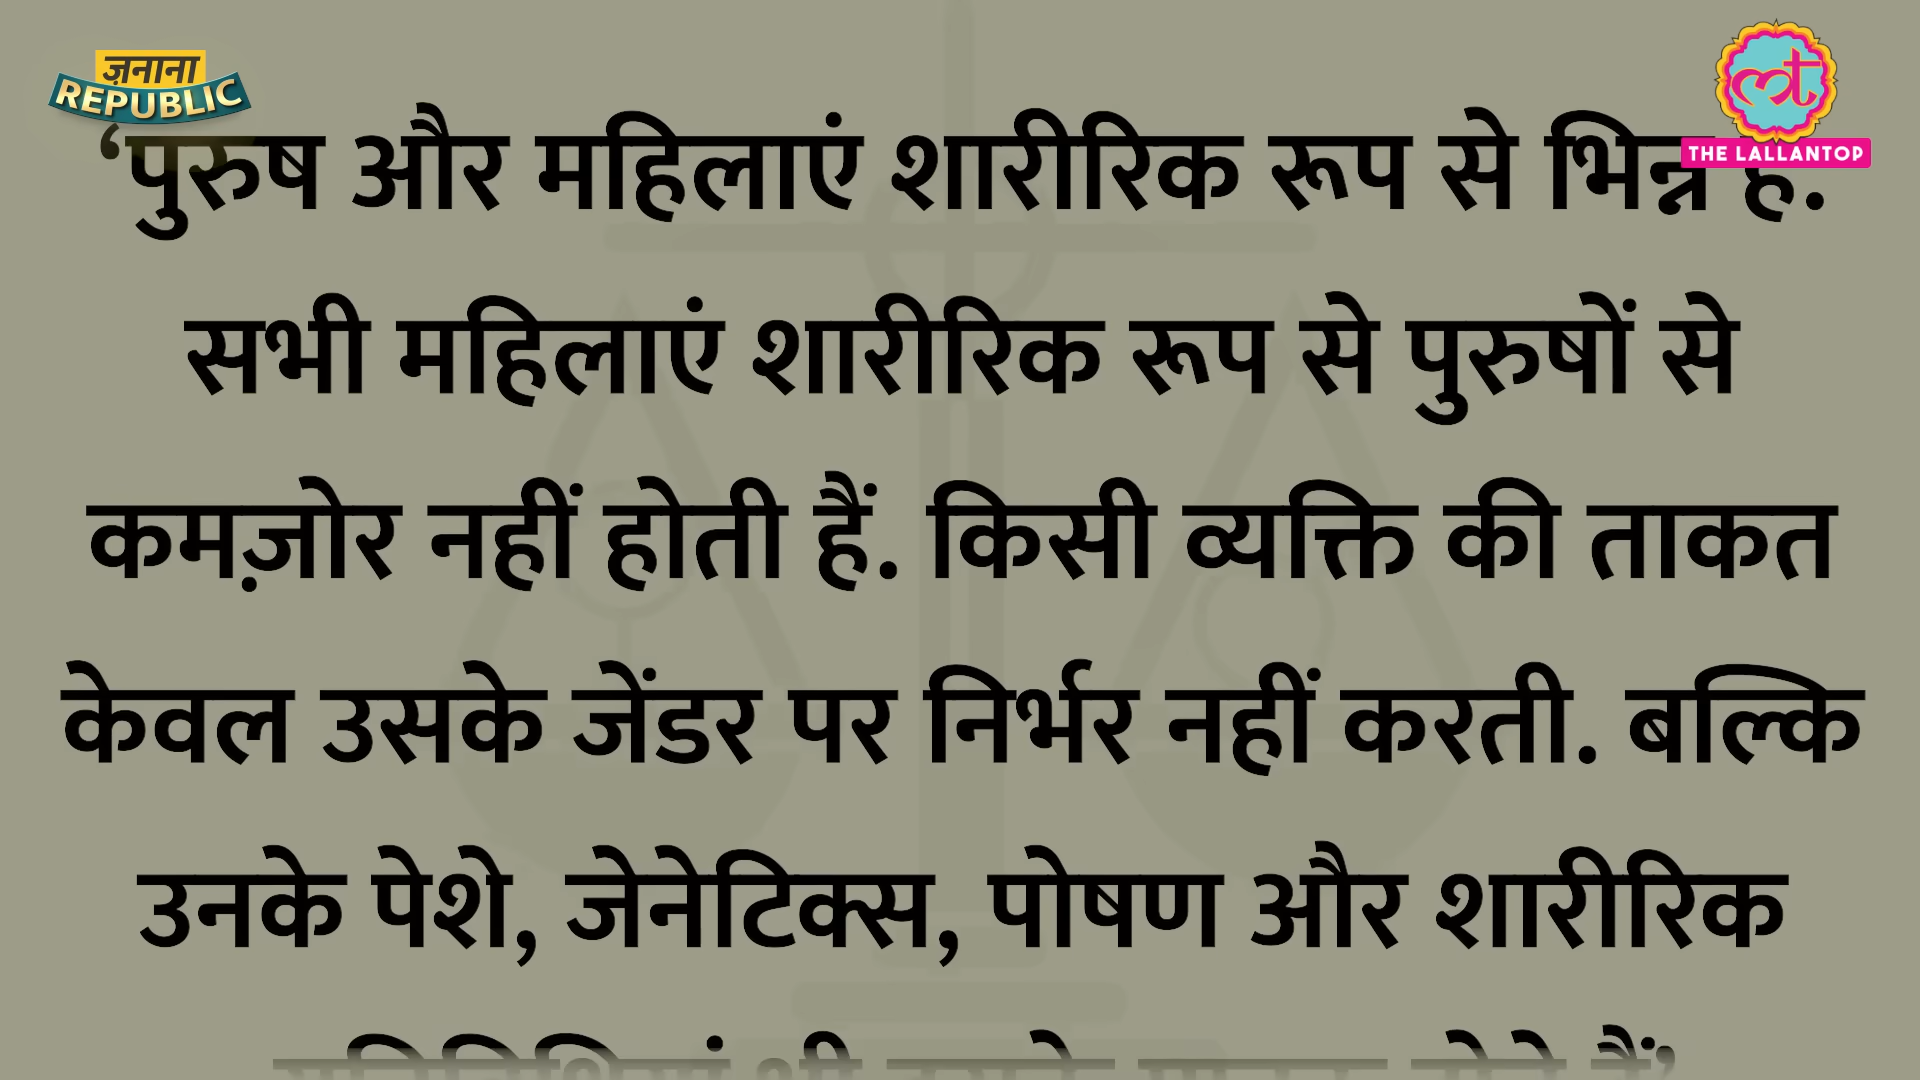 ज़नाना
REPUBLIC
THE LALLANTOP
‘पुरुष और महिलाएं शारीरिक रूप से भिन्न
सभी महिलाएं शारीरिक रूप से पुरुषों से
कमज़ोर नहीं होती हैं. किसी व्यक्ति की ताकत
केवल उसके जेंडर पर निर्भर नहीं करती. बल्कि
उनके पेशे, जेनेटिक्स, पोषण और शारीरिक